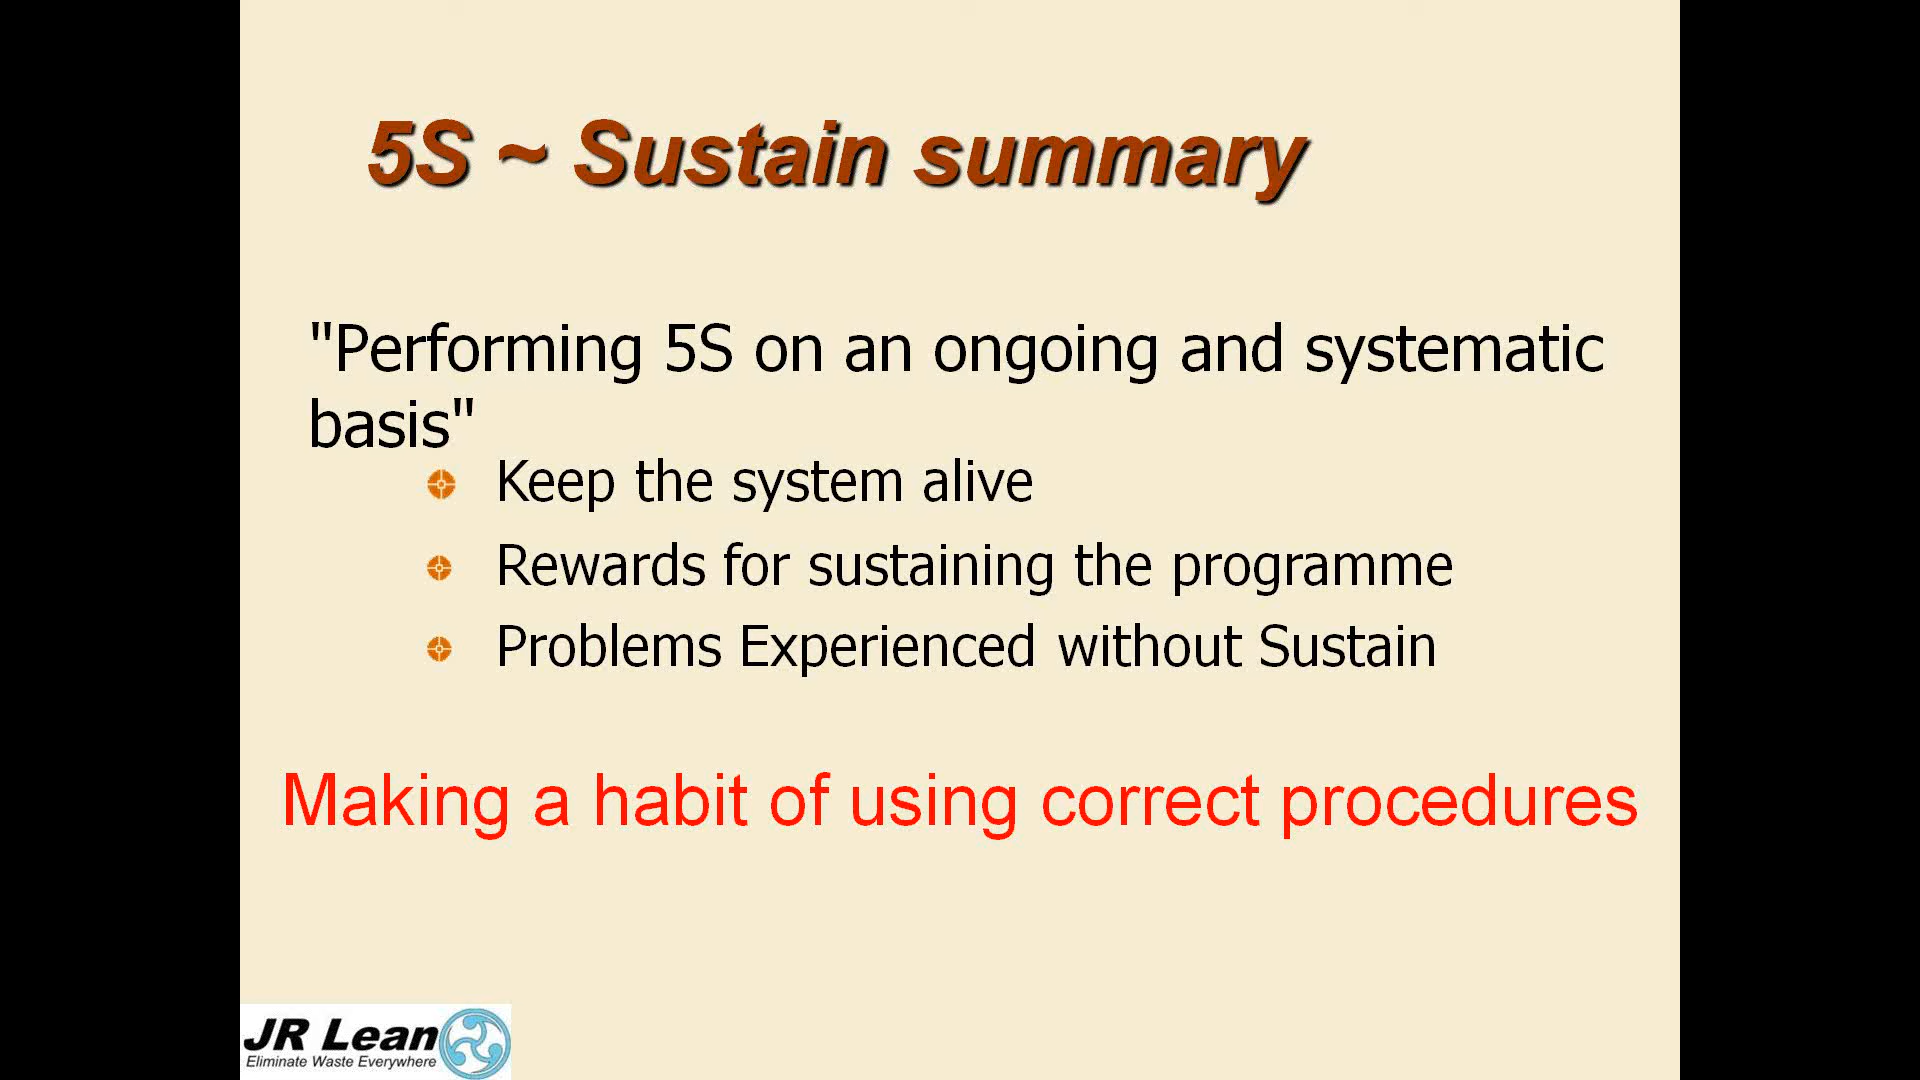 5S ~ Sustain summary
"Performing 5S on an ongoing and systematic
basis"
Keep the system alive
Rewards for sustaining the programme
Problems Experienced without Sustain
Making a habit of using correct procedures
JR Lean
Eliminate Waste Everywhere